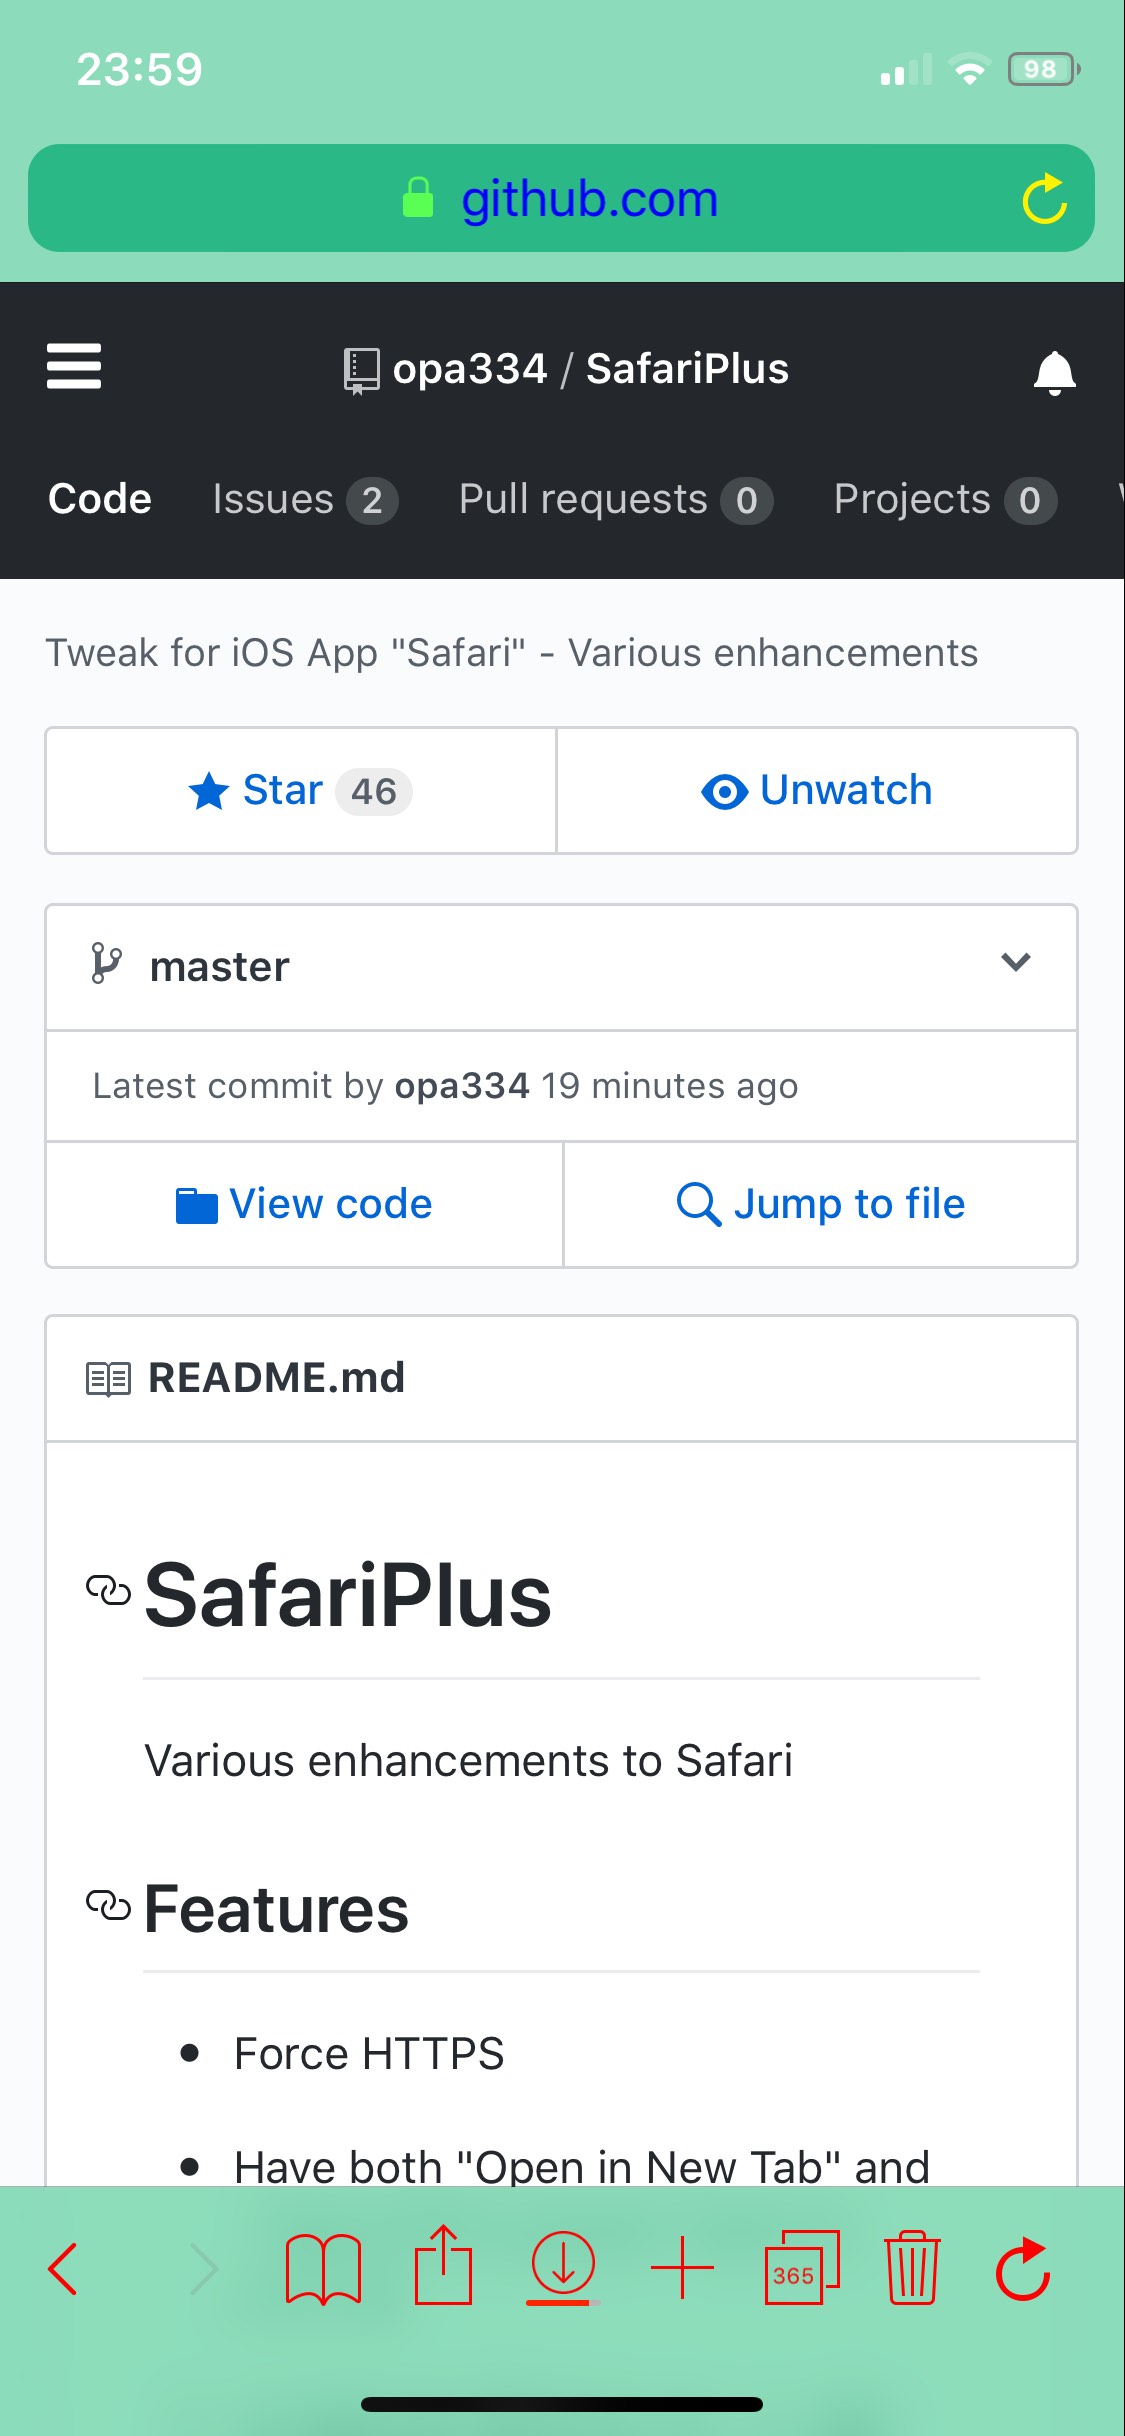 23:59
98
github.com
opa334 / SafariPlus
Code Issues 2 Pull requests 0 Projects 0
Tweak for iOS App "Safari" - Various enhancements
Star 46 Unwatch
master
Latest commit by opa334 19 minutes ago
View code Jump to file
README.md
SafariPlus
Various enhancements to Safari
Features
• Force HTTPS
• Have both "Open in New Tab" and
365